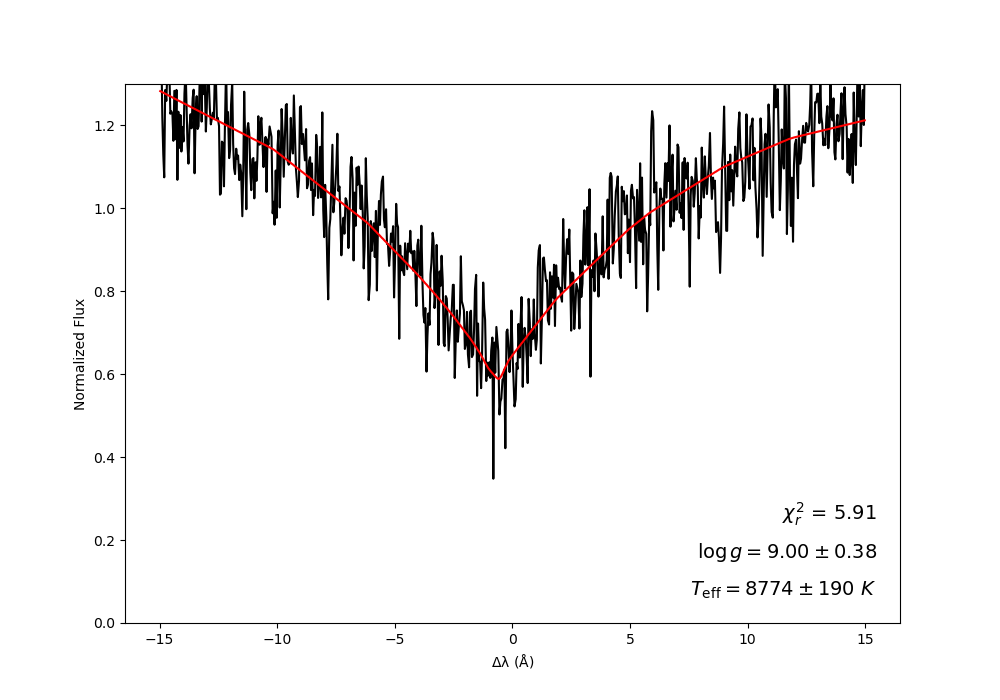 1.2
1.0
0.8
0.6
0.4
0.2
0.0
Normalized Flux
χ²ᵣ = 5.91
log g = 9.00 ± 0.38
T_eff = 8774 ± 190 K
−15 −10 −5 0 5 10 15
Δλ (Å)